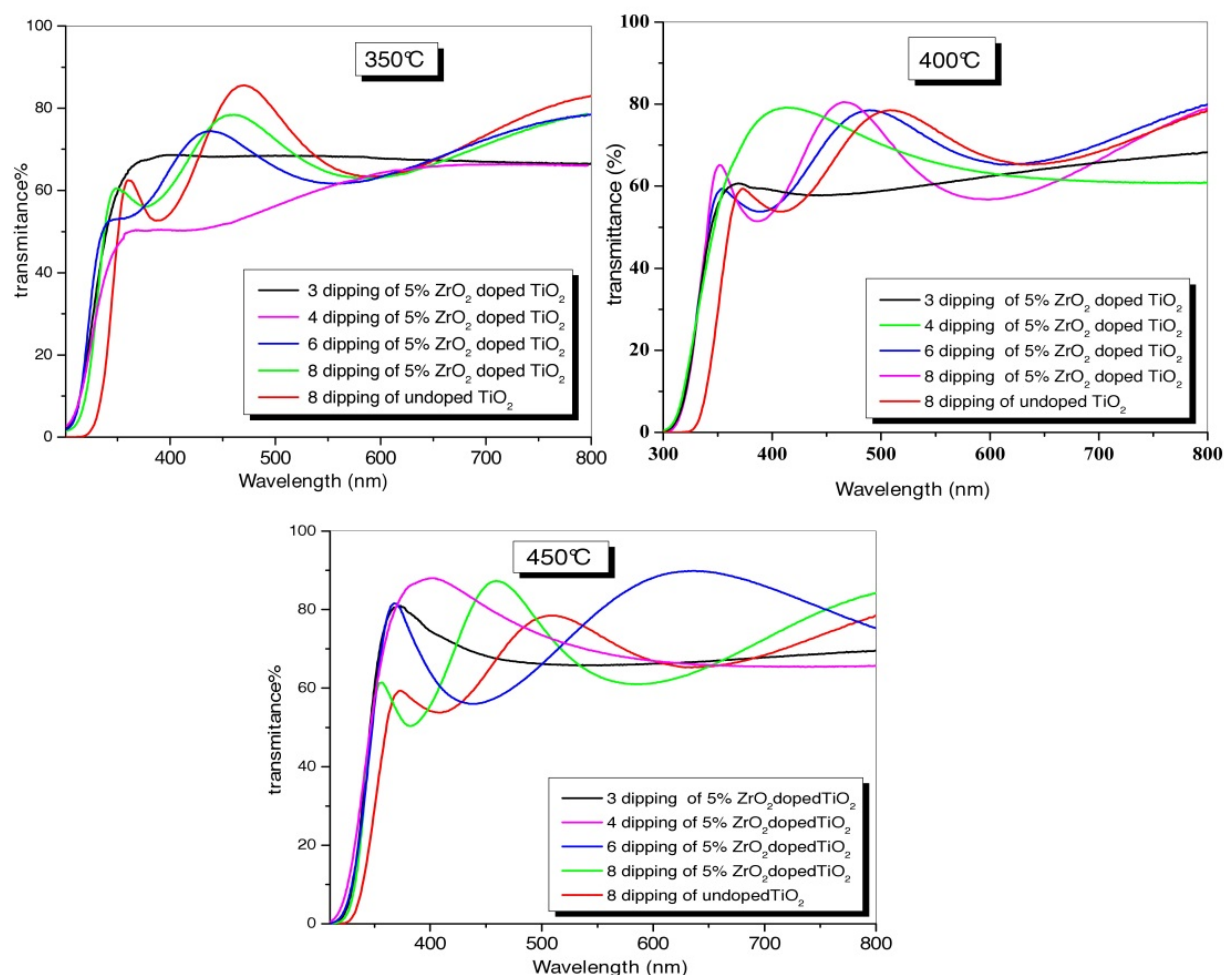 100
80
60
40
20
0
transmitance%
350°C
3 dipping of 5% ZrO₂ doped TiO₂
4 dipping of 5% ZrO₂ doped TiO₂
6 dipping of 5% ZrO₂ doped TiO₂
8 dipping of 5% ZrO₂ doped TiO₂
8 dipping of undoped TiO₂
400 500 600 700 800
Wavelength (nm)
100
80
60
40
20
0
transmittance (%)
400°C
3 dipping of 5% ZrO₂ doped TiO₂
4 dipping of 5% ZrO₂ doped TiO₂
6 dipping of 5% ZrO₂ doped TiO₂
8 dipping of 5% ZrO₂ doped TiO₂
8 dipping of undoped TiO₂
300 400 500 600 700 800
Wavelength (nm)
100
80
60
40
20
0
transmitance%
450°C
3 dipping of 5% ZrO₂dopedTiO₂
4 dipping of 5% ZrO₂dopedTiO₂
6 dipping of 5% ZrO₂dopedTiO₂
8 dipping of 5% ZrO₂dopedTiO₂
8 dipping of undopedTiO₂
400 500 600 700 800
Wavelength (nm)